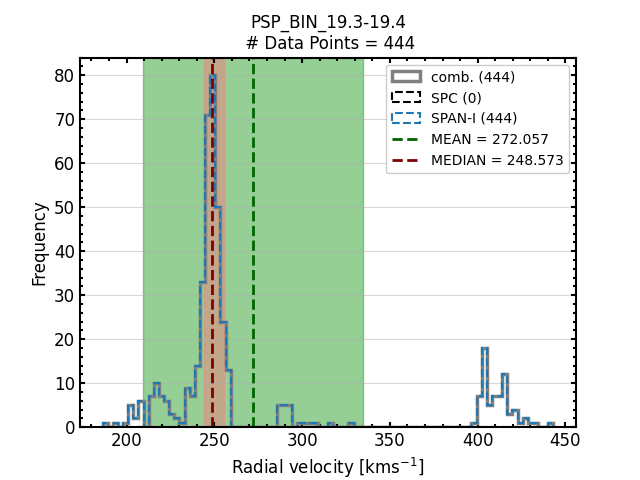 PSP_BIN_19.3-19.4
# Data Points = 444
comb. (444)
SPC (0)
SPAN-I (444)
MEAN = 272.057
MEDIAN = 248.573
Frequency
80
70
60
50
40
30
20
10
0
200 250 300 350 400 450
Radial velocity [kms⁻¹]